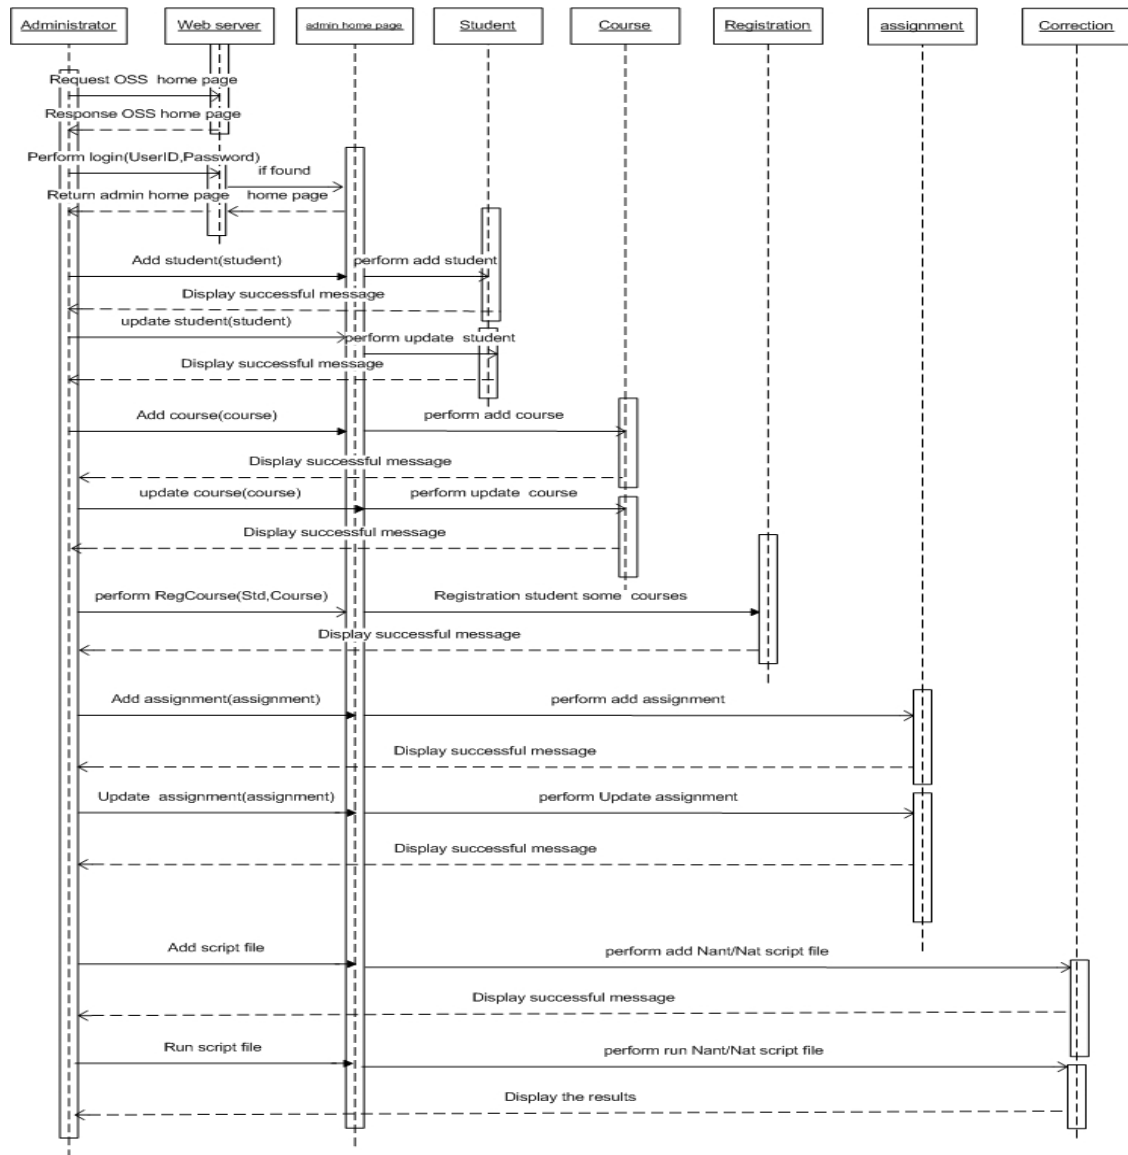 Administrator
Web server
admin home page
Student
Course
Registration
assignment
Correction
Request OSS home page
Response OSS home page
Perform login(UserID,Password)
if found
Return admin home page
home page
Add student(student)
perform add student
Display successful message
update student(student)
perform update student
Display successful message
Add course(course)
perform add course
Display successful message
update course(course)
perform update course
Display successful message
perform RegCourse(Std,Course)
Registration student some courses
Display successful message
Add assignment(assignment)
perform add assignment
Display successful message
Update assignment(assignment)
perform Update assignment
Display successful message
Add script file
perform add Nant/Nat script file
Display successful message
Run script file
perform run Nant/Nat script file
Display the results